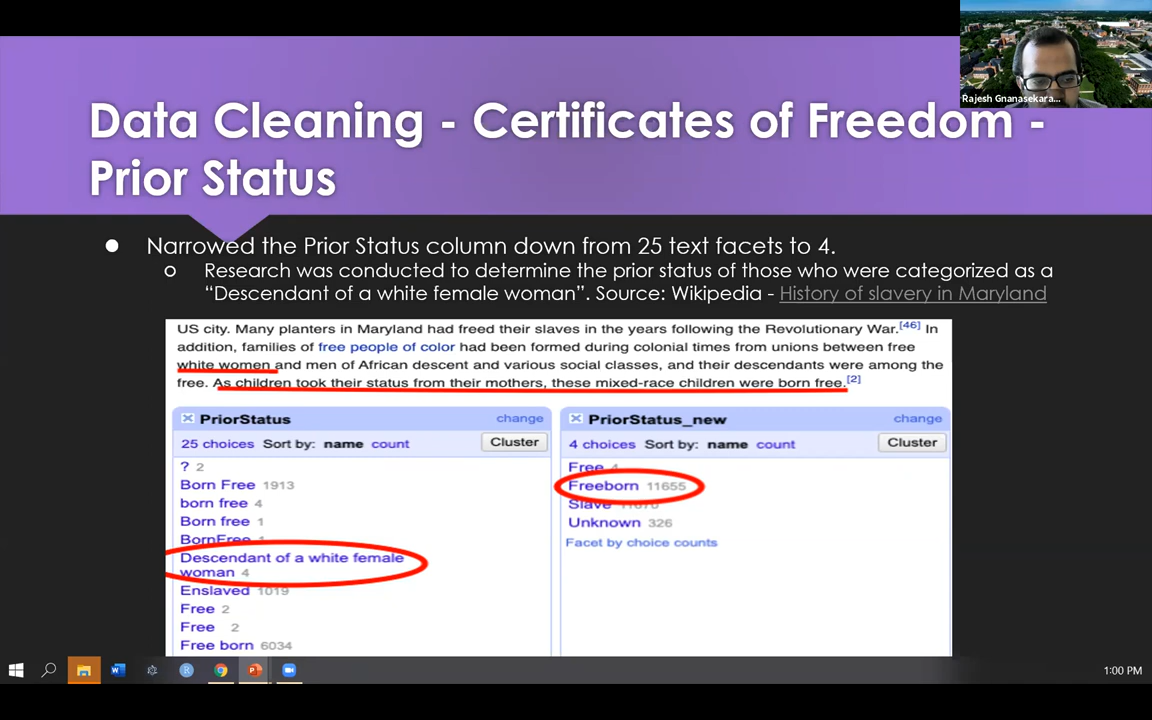 Rajesh Gnanasekara...
Data Cleaning - Certificates of Freedom -
Prior Status
● Narrowed the Prior Status column down from 25 text facets to 4.
○ Research was conducted to determine the prior status of those who were categorized as a
“Descendant of a white female woman”. Source: Wikipedia - History of slavery in Maryland
US city. Many planters in Maryland had freed their slaves in the years following the Revolutionary War.[46] In
addition, families of free people of color had been formed during colonial times from unions between free
white women and men of African descent and various social classes, and their descendants were among the
free. As children took their status from their mothers, these mixed-race children were born free.[2]
PriorStatus change
25 choices Sort by: name count Cluster
? 2
Born Free 1913
born free 4
Born free 1
BornFree 1
Descendant of a white female
woman 4
Enslaved 1019
Free 2
Free 2
Free born 6034
PriorStatus_new change
4 choices Sort by: name count Cluster
Free 4
Freeborn 11655
Slave
Unknown 326
Facet by choice counts
1:00 PM